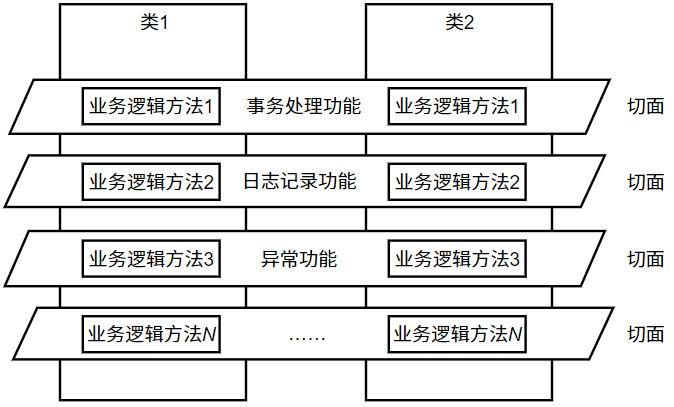 类1 类2
业务逻辑方法1 事务处理功能 业务逻辑方法1 切面
业务逻辑方法2 日志记录功能 业务逻辑方法2 切面
业务逻辑方法3 异常功能 业务逻辑方法3 切面
业务逻辑方法N …… 业务逻辑方法N 切面